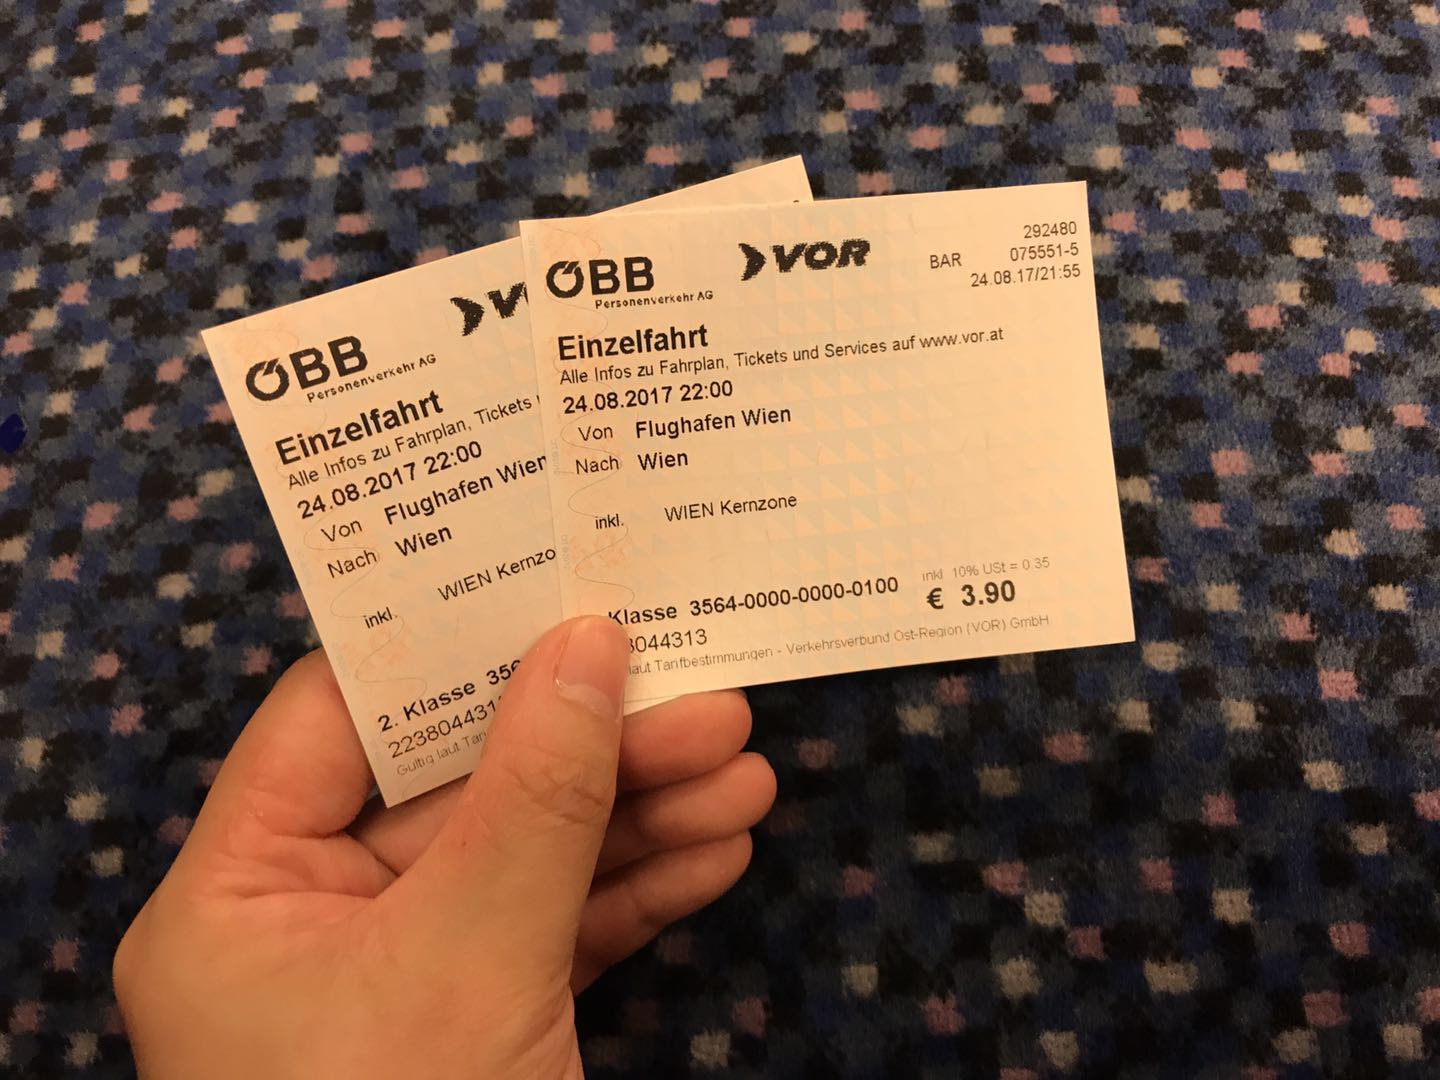 ÖBB
Personenverkehr AG
Einzelfahrt
Alle Infos zu Fahrplan, Tickets
24.08.2017 22:00
Von Flughafen Wien
Nach Wien
inkl. WIEN Kernzo
2. Klasse 356
Gültig laut
ÖBB VOR
Personenverkehr AG
BAR 292480
075551-5
24.08.17/21:55
Einzelfahrt
Alle Infos zu Fahrplan, Tickets und Services auf www.vor.at
24.08.2017 22:00
Von Flughafen Wien
Nach Wien
inkl. WIEN Kernzone
Klasse 3564-0000-0000-0100
inkl 10% USt = 0.35
€ 3.90
8044313
laut Tarifbestimmungen - Verkehrsverbund Ost-Region (VOR) GmbH